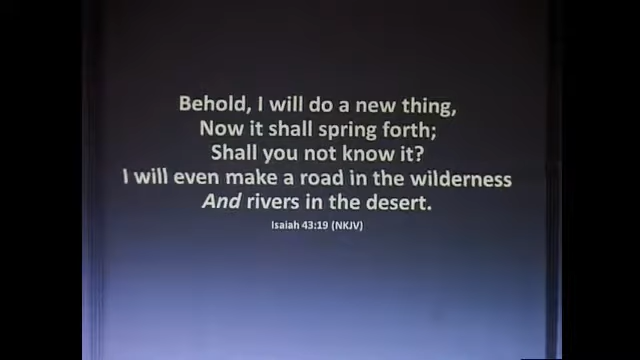 Behold, I will do a new thing,
Now it shall spring forth;
Shall you not know it?
I will even make a road in the wilderness
And rivers in the desert.
Isaiah 43:19 (NKJV)